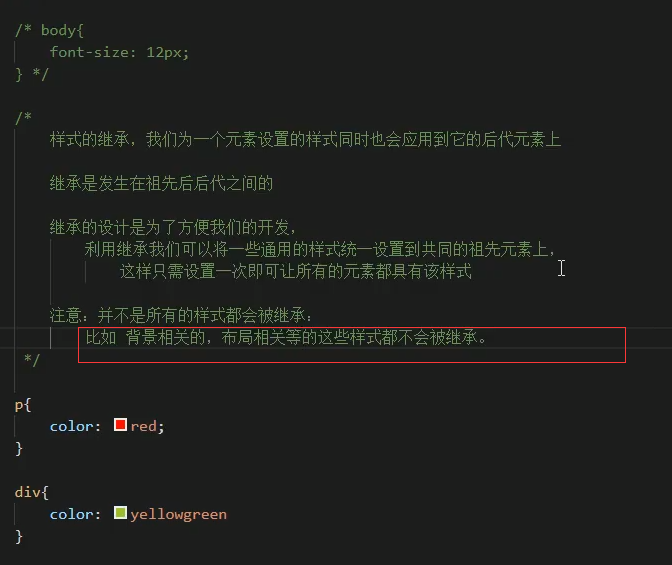 /* body{
font-size: 12px;
} */
/*
样式的继承，我们为一个元素设置的样式同时也会应用到它的后代元素上
继承是发生在祖先后后代之间的
继承的设计是为了方便我们的开发，
利用继承我们可以将一些通用的样式统一设置到共同的祖先元素上，
这样只需设置一次即可让所有的元素都具有该样式
注意：并不是所有的样式都会被继承：
比如 背景相关的，布局相关等的这些样式都不会被继承。
*/
p{
color: red;
}
div{
color: yellowgreen
}